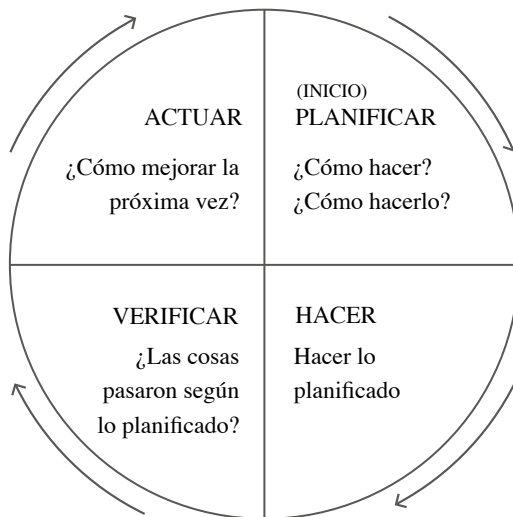 (INICIO)
PLANIFICAR
¿Cómo hacer?
¿Cómo hacerlo?
HACER
Hacer lo
planificado
VERIFICAR
¿Las cosas
pasaron según
lo planificado?
ACTUAR
¿Cómo mejorar la
próxima vez?